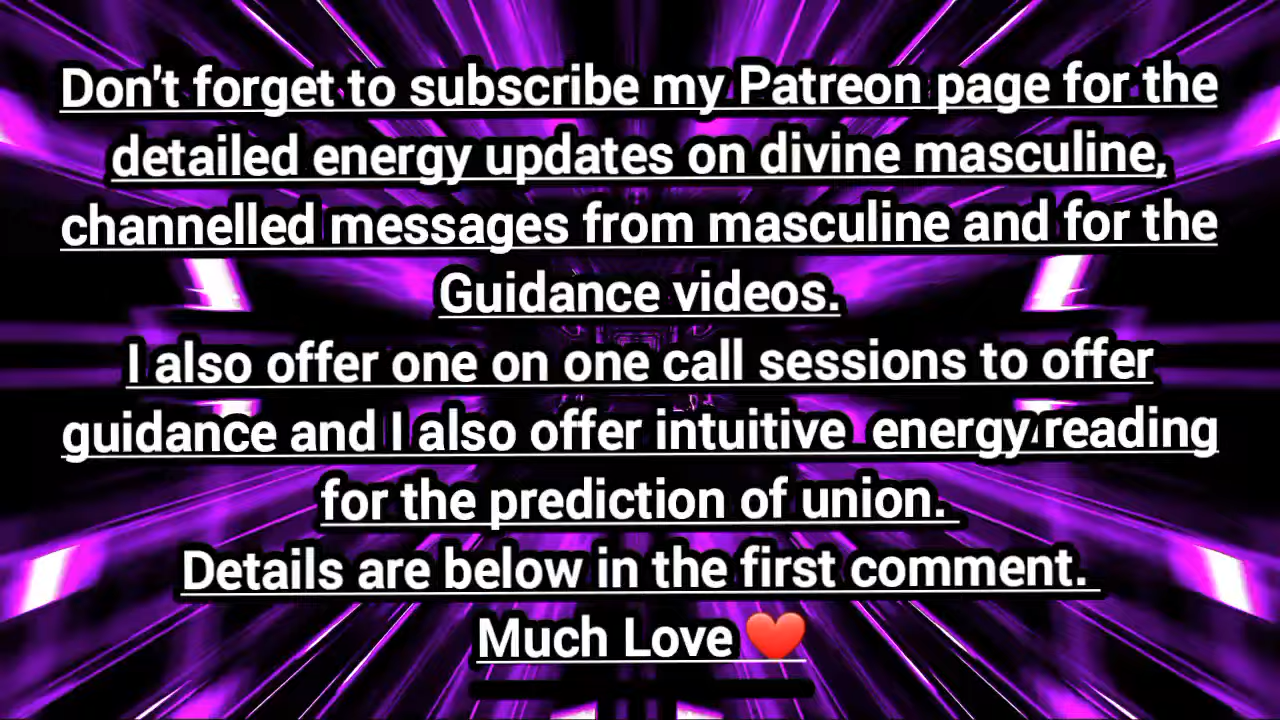 Don't forget to subscribe my Patreon page for the
detailed energy updates on divine masculine,
channelled messages from masculine and for the
Guidance videos.
I also offer one on one call sessions to offer
guidance and I also offer intuitive  energy reading
for the prediction of union.
Details are below in the first comment.
Much Love ❤️